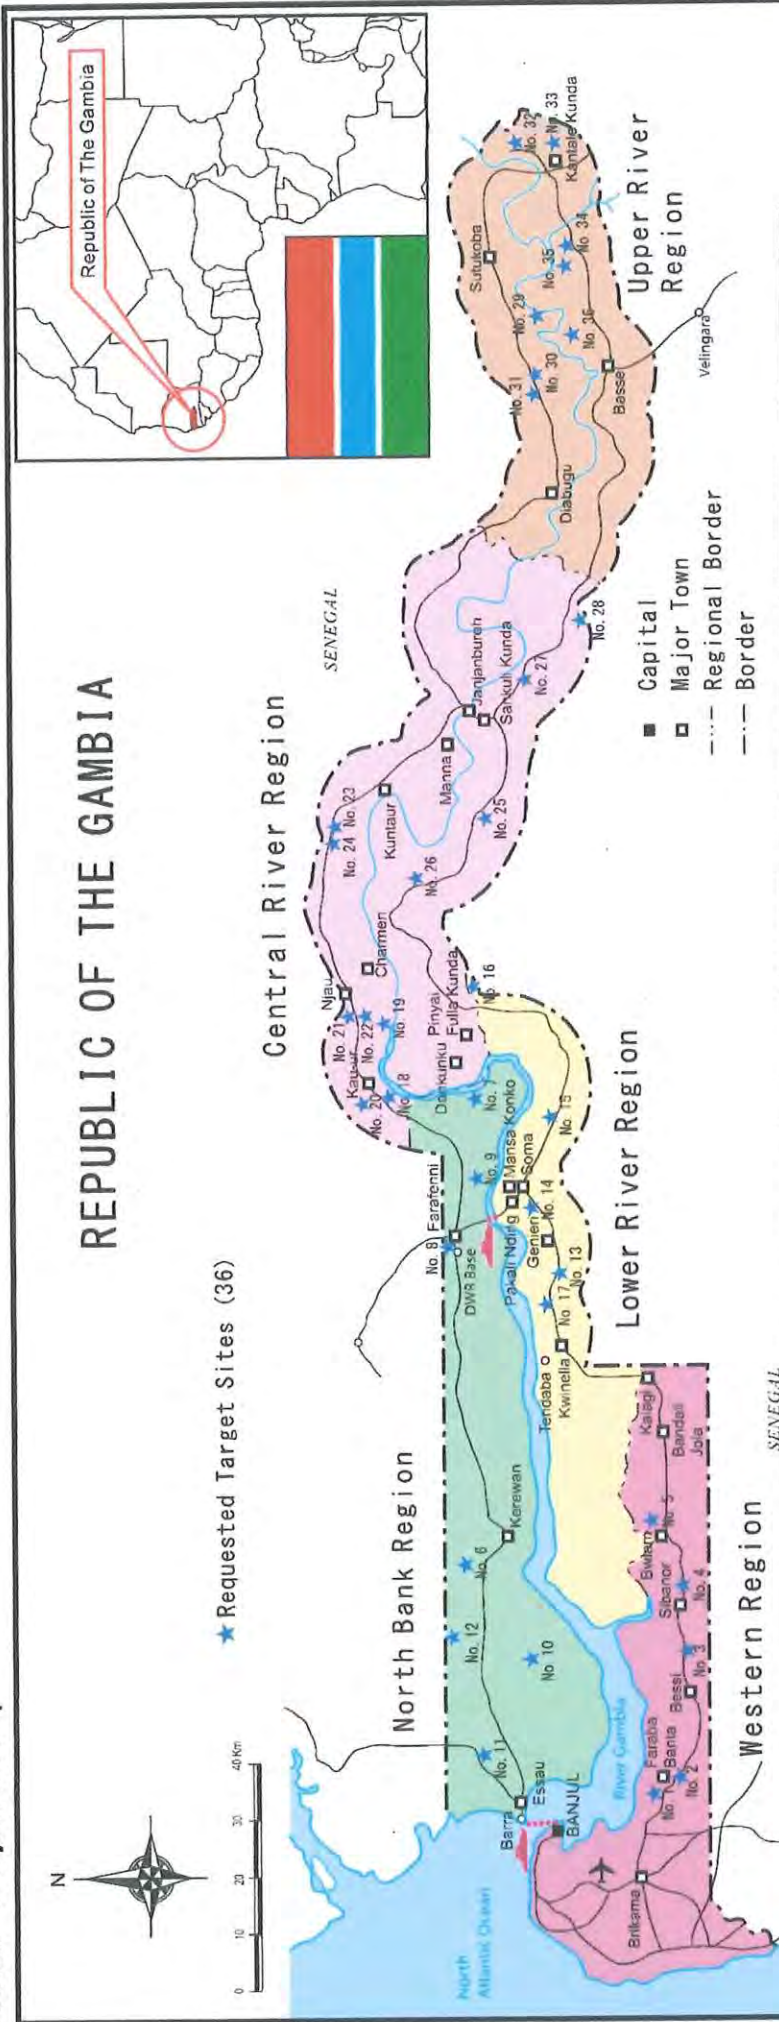 REPUBLIC OF THE GAMBIA
Republic of The Gambia
N
0 10 20 30 40Km
★Requested Target Sites (36)
North Bank Region
Central River Region
SENEGAL
Upper River
Region
Lower River Region
Western Region
SENEGAL
North
Atlantic Ocean
River Gambia
Barra
Essau
BANJUL
Brikama
Faraba
Banta
No. 1
No. 2
Bessi
No. 3
Sibanor
No. 4
Bwiam
No. 5
Bandali
Jola
Kalagi
No. 11
No. 12
No. 10
No. 6
Kerewan
No. 8
Farafenni
DWR Base
No. 9
No. 7
Tendaba
Kwinella
No. 17
No. 13
Genieri
No. 14
Pakali Nding
Mansa Konko
Soma
No. 15
No. 16
Kau-ur
No. 20
No. 18
No. 21
No. 22
No. 19
Njau
Charmen
Dankunku
Pinyai
Fulla Kunda
No. 24
No. 23
Kuntaur
No. 26
No. 25
Manna
Janjanbureh
Sankuli Kunda
No. 27
No. 28
Diabugu
No. 31
No. 30
No. 29
No. 36
Basse
Velingara
Sutukoba
No. 35
No. 34
No. 32
No. 33
Kantale Kunda
■ Capital
□ Major Town
Regional Border
Border